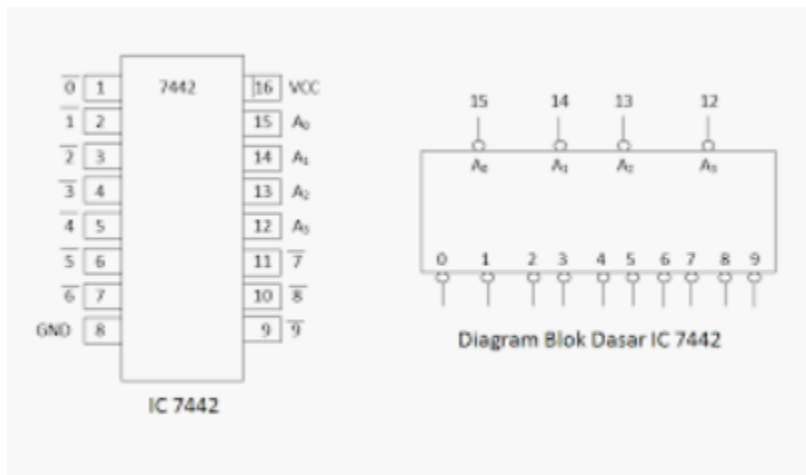 0̅ 1 7442 16 VCC
1̅ 2 15 A₀
2̅ 3 14 A₁
3̅ 4 13 A₂
4̅ 5 12 A₃
5̅ 6 11 7̅
6̅ 7 10 8̅
GND 8 9 9̅
IC 7442
15 14 13 12
A₀ A₁ A₂ A₃
0 1 2 3 4 5 6 7 8 9
Diagram Blok Dasar IC 7442